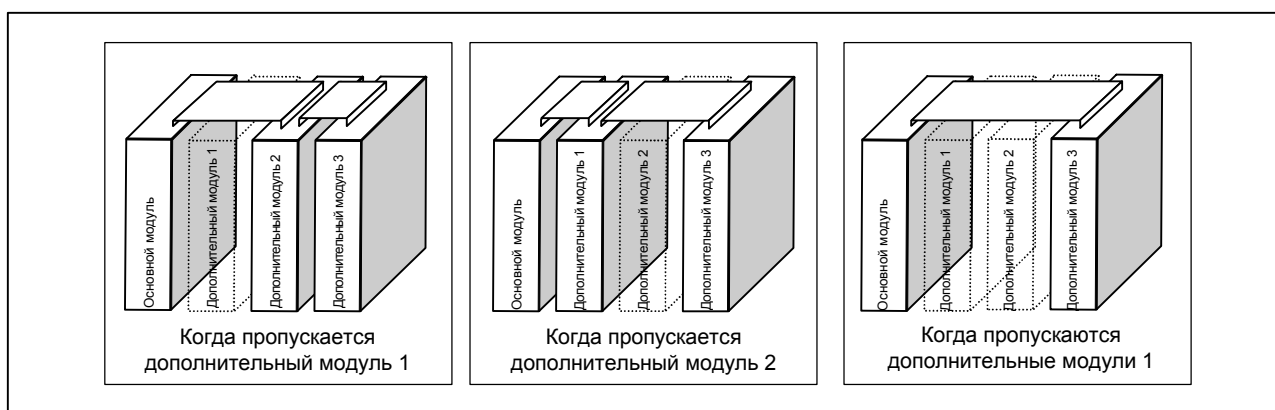 Основной модуль
Дополнительный модуль 1
Дополнительный модуль 2
Дополнительный модуль 3
Когда пропускается
дополнительный модуль 1
Основной модуль
Дополнительный модуль 1
Дополнительный модуль 2
Дополнительный модуль 3
Когда пропускается
дополнительный модуль 2
Основной модуль
Дополнительный модуль 1
Дополнительный модуль 2
Дополнительный модуль 3
Когда пропускаются
дополнительные модули 1